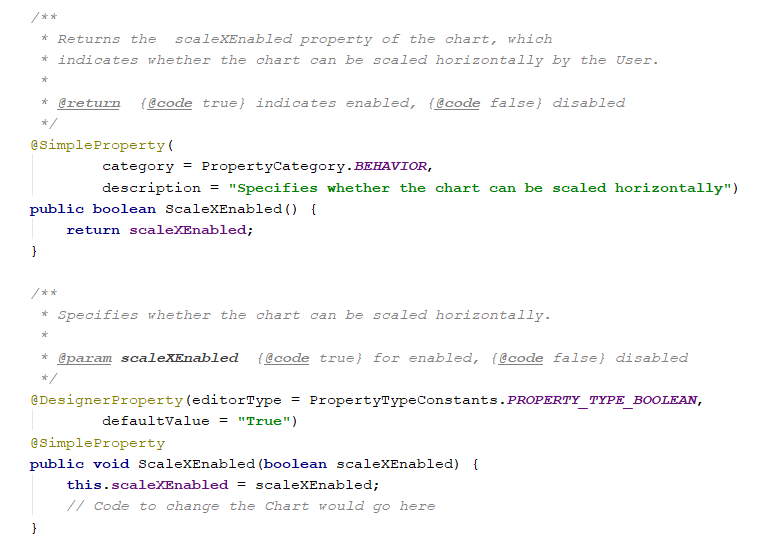 /**
 * Returns the  scaleXEnabled property of the chart, which
 * indicates whether the chart can be scaled horizontally by the User.
 *
 * @return  {@code true} indicates enabled, {@code false} disabled
 */
@SimpleProperty(
        category = PropertyCategory.BEHAVIOR,
        description = "Specifies whether the chart can be scaled horizontally")
public boolean ScaleXEnabled() {
    return scaleXEnabled;
}
/**
 * Specifies whether the chart can be scaled horizontally.
 *
 * @param scaleXEnabled  {@code true} for enabled, {@code false} disabled
 */
@DesignerProperty(editorType = PropertyTypeConstants.PROPERTY_TYPE_BOOLEAN,
        defaultValue = "True")
@SimpleProperty
public void ScaleXEnabled(boolean scaleXEnabled) {
    this.scaleXEnabled = scaleXEnabled;
    // Code to change the Chart would go here
}